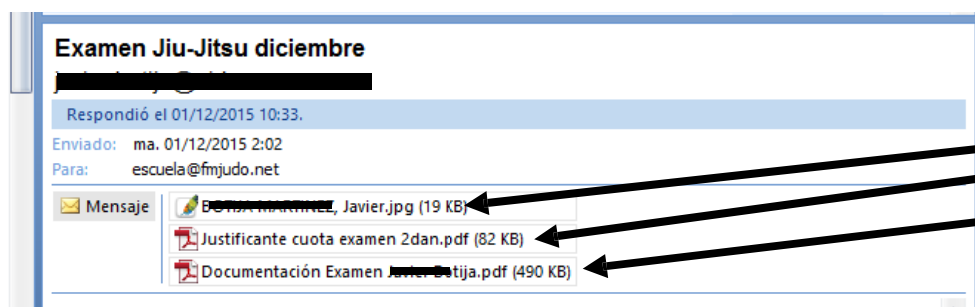 Examen Jiu-Jitsu diciembre
Respondió el 01/12/2015 10:33.
Enviado: ma. 01/12/2015 2:02
Para: escuela@fmjudo.net
Mensaje
, Javier.jpg (19 KB)
Justificante cuota examen 2dan.pdf (82 KB)
Documentación Examen .pdf (490 KB)